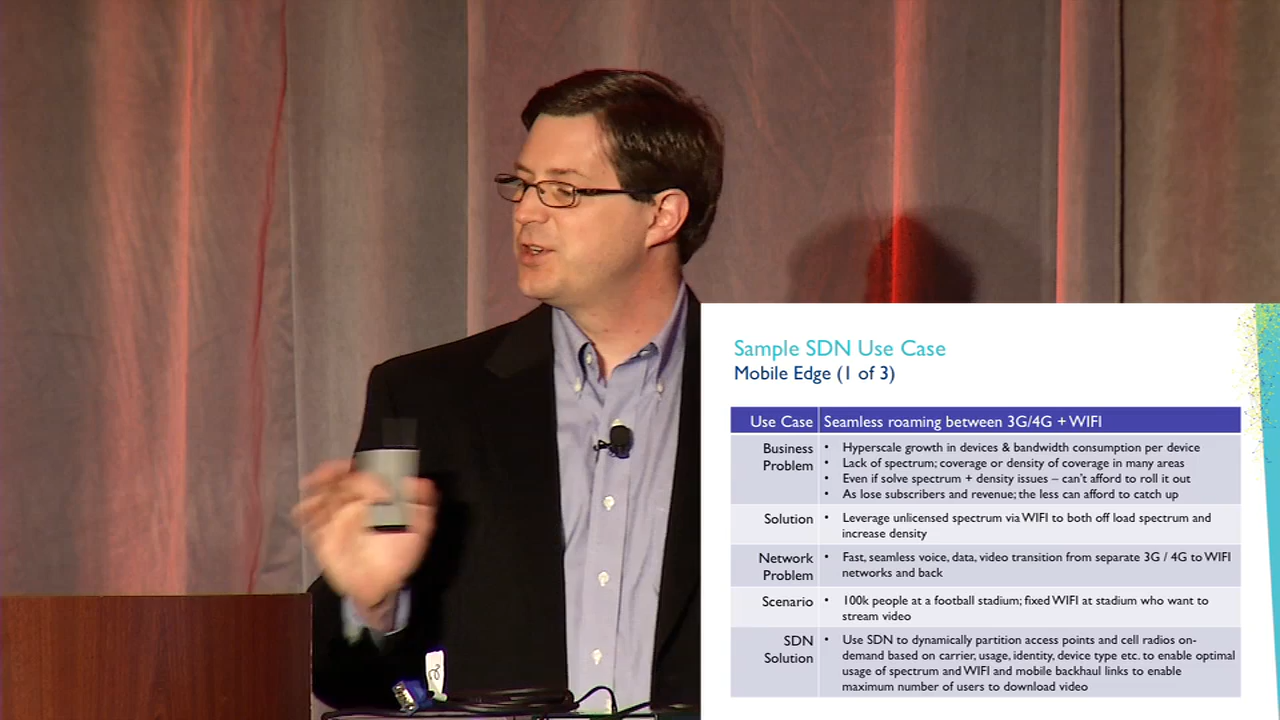 Sample SDN Use Case
Mobile Edge (1 of 3)
Use Case Seamless roaming between 3G/4G + WIFI
Business Problem
• Hyperscale growth in devices & bandwidth consumption per device
• Lack of spectrum; coverage or density of coverage in many areas
• Even if solve spectrum + density issues – can't afford to roll it out
• As lose subscribers and revenue; the less can afford to catch up
Solution
• Leverage unlicensed spectrum via WIFI to both off load spectrum and
increase density
Network Problem
• Fast, seamless voice, data, video transition from separate 3G / 4G to WIFI
networks and back
Scenario
• 100k people at a football stadium; fixed WIFI at stadium who want to
stream video
SDN Solution
• Use SDN to dynamically partition access points and cell radios on-
demand based on carrier, usage, identity, device type etc. to enable optimal
usage of spectrum and WIFI and mobile backhaul links to enable
maximum number of users to download video